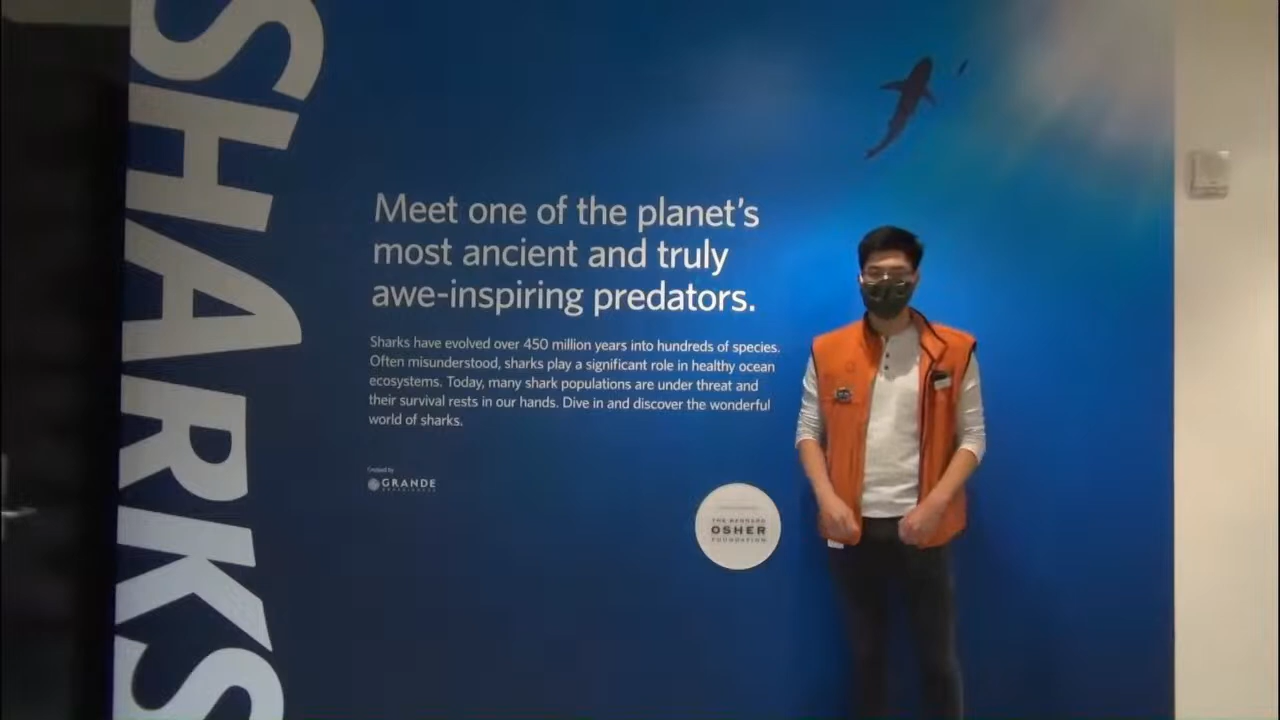 SHARKS
Meet one of the planet's
most ancient and truly
awe-inspiring predators.
Sharks have evolved over 450 million years into hundreds of species.
Often misunderstood, sharks play a significant role in healthy ocean
ecosystems. Today, many shark populations are under threat and
their survival rests in our hands. Dive in and discover the wonderful
world of sharks.
Created by
GRANDE
EXPERIENCES
THE BERNARD
OSHER
FOUNDATION